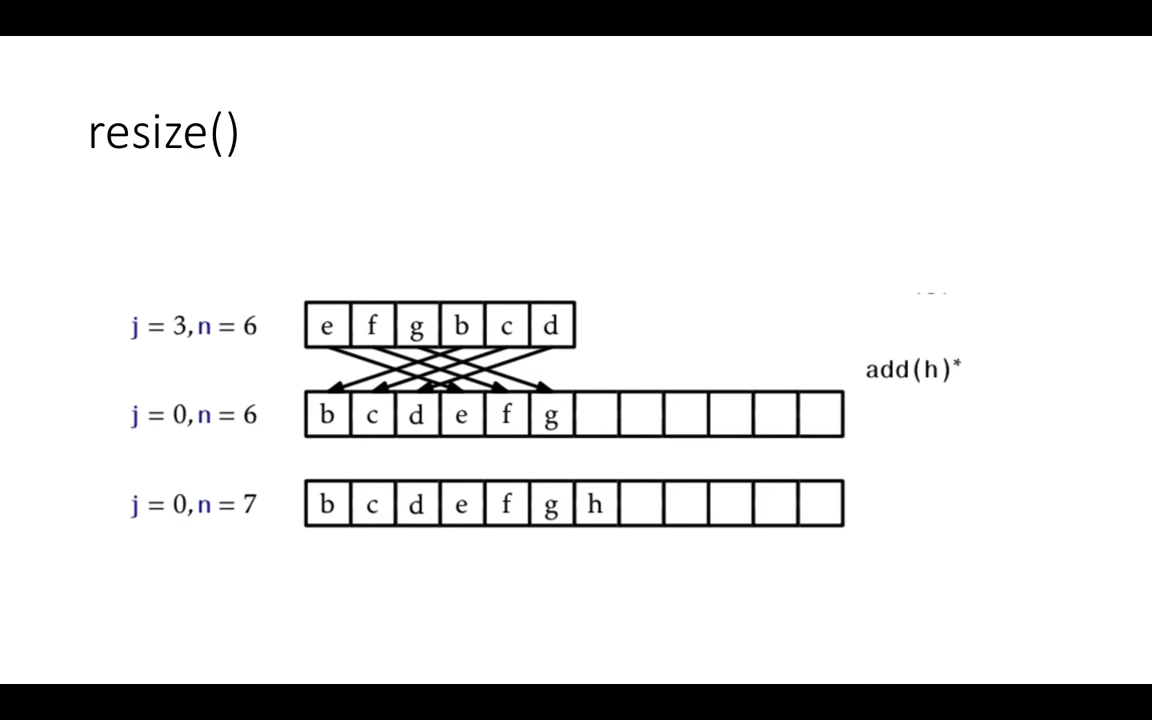 resize()
j = 3, n = 6 e f g b c d
add(h)*
j = 0, n = 6 b c d e f g
j = 0, n = 7 b c d e f g h